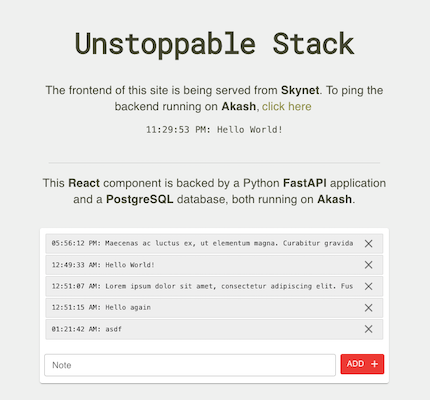 Unstoppable Stack
The frontend of this site is being served from Skynet. To ping the
backend running on Akash, click here
11:29:53 PM: Hello World!
This React component is backed by a Python FastAPI application
and a PostgreSQL database, both running on Akash.
05:56:12 PM: Maecenas ac luctus ex, ut elementum magna. Curabitur gravida
12:49:33 AM: Hello World!
12:51:07 AM: Lorem ipsum dolor sit amet, consectetur adipiscing elit. Fus
12:51:15 AM: Hello again
01:21:42 AM: asdf
Note
ADD +